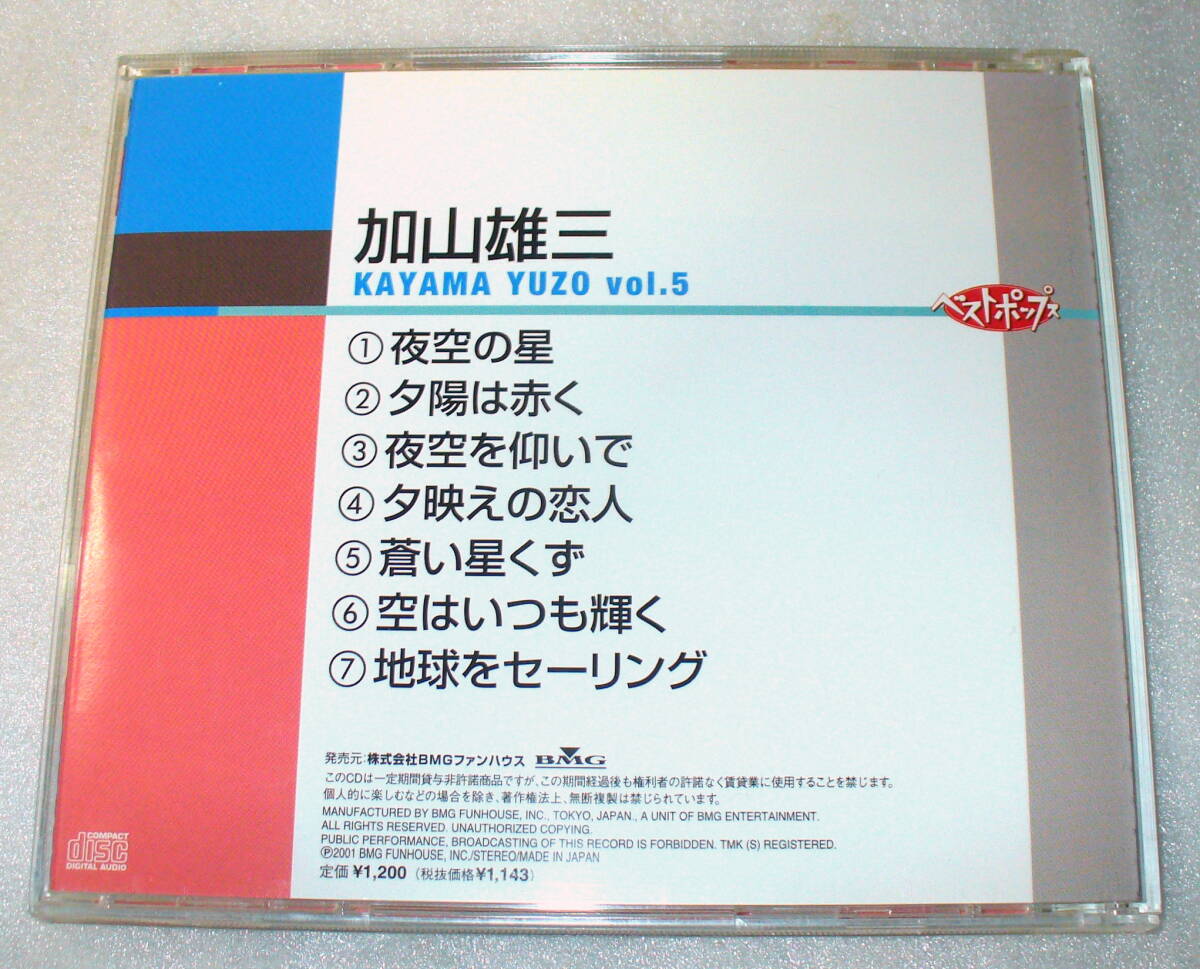 加山雄三
KAYAMA YUZO vol.5
ベストポップス
①夜空の星
②夕陽は赤く
③夜空を仰いで
④夕映えの恋人
⑤蒼い星くず
⑥空はいつも輝く
⑦地球をセーリング
発売元:株式会社BMGファンハウス BMG
このCDは一定期間貸与非許諾商品ですが、この期間経過後も権利者の許諾なく賃貸業に使用することを禁じます。
個人的に楽しむなどの場合を除き、著作権法上、無断複製は禁じられています。
MANUFACTURED BY BMG FUNHOUSE, INC., TOKYO, JAPAN., A UNIT OF BMG ENTERTAINMENT.
ALL RIGHTS RESERVED. UNAUTHORIZED COPYING.
PUBLIC PERFORMANCE, BROADCASTING OF THIS RECORD IS FORBIDDEN. TMK (S) REGISTERED.
℗2001 BMG FUNHOUSE, INC./STEREO/MADE IN JAPAN
定価 ¥1,200 (税抜価格¥1,143)
COMPACT
disc
DIGITAL AUDIO